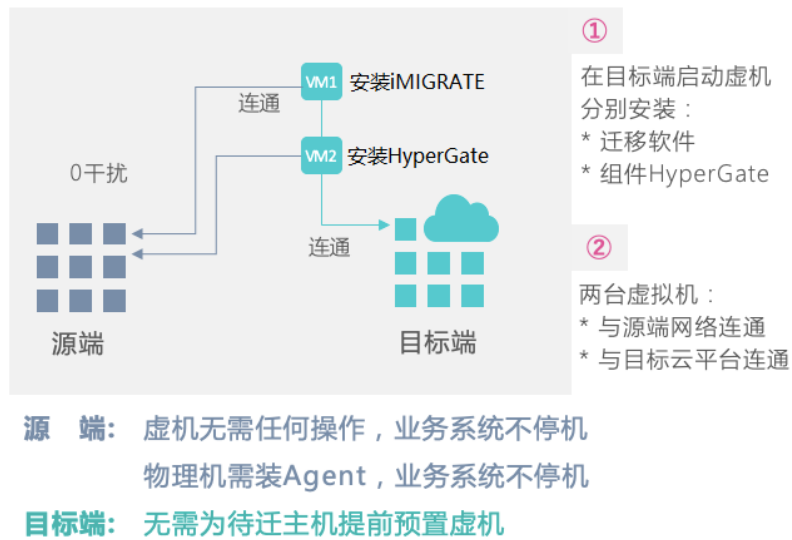 VM1 安装iMIGRATE
连通
VM2 安装HyperGate
0干扰
连通
源端
目标端
①
在目标端启动虚机
分别安装：
* 迁移软件
* 组件HyperGate
②
两台虚拟机：
* 与源端网络连通
* 与目标云平台连通
源 端： 虚机无需任何操作，业务系统不停机
物理机需装Agent，业务系统不停机
目标端： 无需为待迁主机提前预置虚机